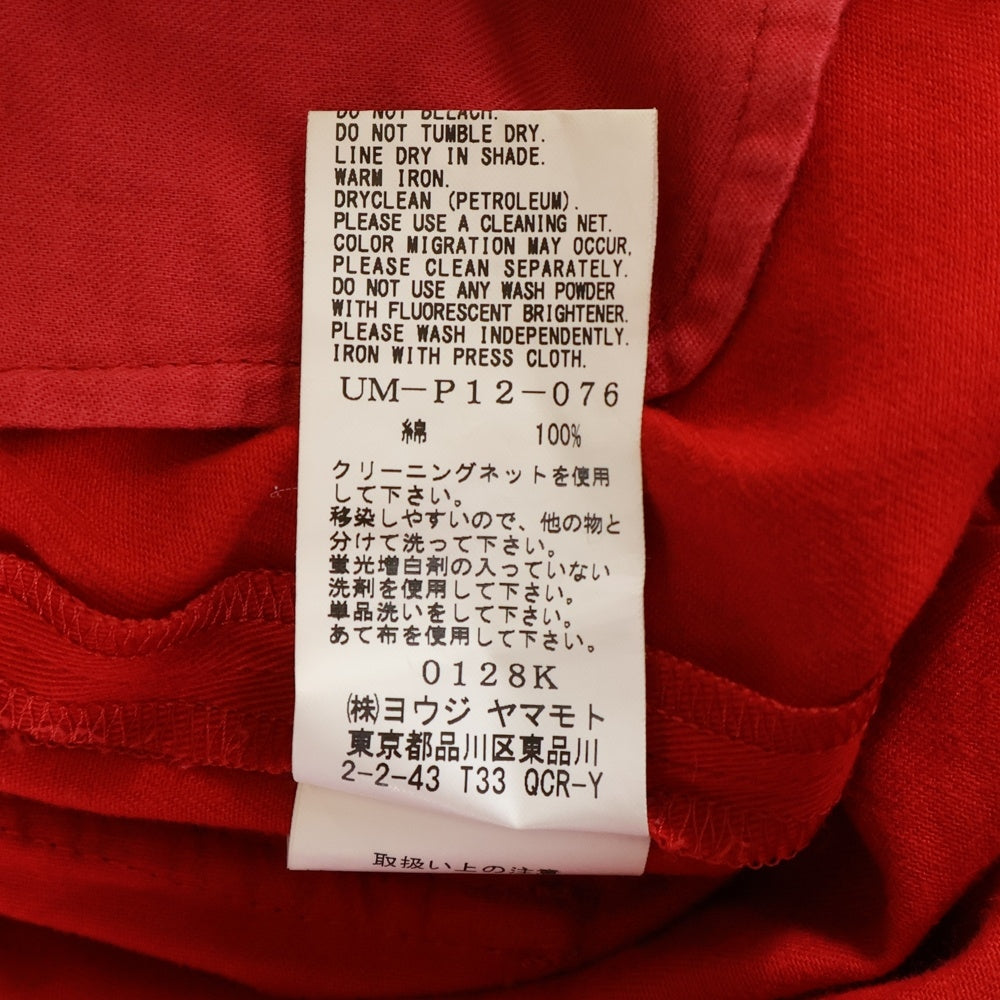 DO NOT BLEACH.
DO NOT TUMBLE DRY.
LINE DRY IN SHADE.
WARM IRON.
DRYCLEAN (PETROLEUM).
PLEASE USE A CLEANING NET.
COLOR MIGRATION MAY OCCUR,
PLEASE CLEAN SEPARATELY.
DO NOT USE ANY WASH POWDER
WITH FLUORESCENT BRIGHTENER.
PLEASE WASH INDEPENDENTLY.
IRON WITH PRESS CLOTH.
UM-P12-076
綿 100%
クリーニングネットを使用
して下さい。
移染しやすいので、他の物と
分けて洗って下さい。
蛍光増白剤の入っていない
洗剤を使用して下さい。
単品洗いをして下さい。
あて布を使用して下さい。
0128K
(株)ヨウジ ヤマモト
東京都品川区東品川
2-2-43 T33 QCR-Y
取扱い上の注意